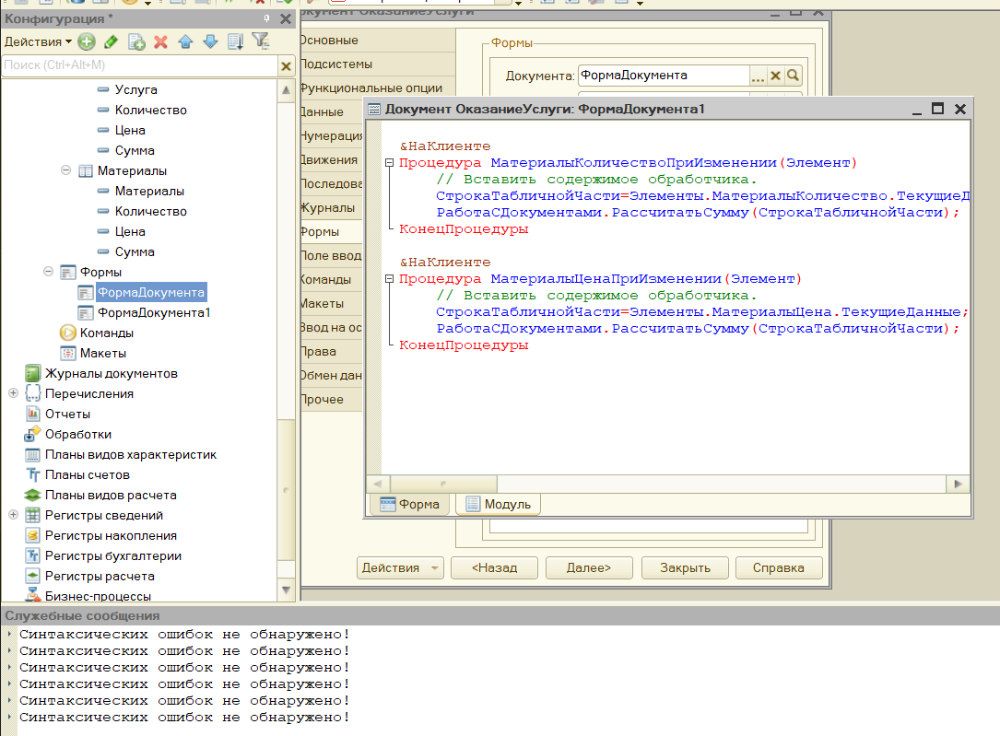 Конфигурация *
Действия
Поиск (Ctrl+Alt+M)
Услуга
Количество
Цена
Сумма
Материалы
Материалы
Количество
Цена
Сумма
Формы
ФормаДокумента
ФормаДокумента1
Команды
Макеты
Журналы документов
Перечисления
Отчеты
Обработки
Планы видов характеристик
Планы счетов
Планы видов расчета
Регистры сведений
Регистры накопления
Регистры бухгалтерии
Регистры расчета
Бизнес-процессы
ОказаниеУслуги
Основные
Подсистемы
Функциональные опции
Данные
Нумерация
Движения
Последова
Журналы
Формы
Поле ввод
Команды
Макеты
Ввод на ос
Права
Обмен дан
Прочее
Формы
Документа: ФормаДокумента
Документ ОказаниеУслуги: ФормаДокумента1
&НаКлиенте
Процедура МатериалыКоличествоПриИзменении(Элемент)
// Вставить содержимое обработчика.
СтрокаТабличнойЧасти=Элементы.МатериалыКоличество.ТекущиеД
РаботаСДокументами.РассчитатьСумму(СтрокаТабличнойЧасти);
КонецПроцедуры
&НаКлиенте
Процедура МатериалыЦенаПриИзменении(Элемент)
// Вставить содержимое обработчика.
СтрокаТабличнойЧасти=Элементы.МатериалыЦена.ТекущиеДанные;
РаботаСДокументами.РассчитатьСумму(СтрокаТабличнойЧасти);
КонецПроцедуры
Форма
Модуль
Действия
<Назад
Далее>
Закрыть
Справка
Служебные сообщения
Синтаксических ошибок не обнаружено!
Синтаксических ошибок не обнаружено!
Синтаксических ошибок не обнаружено!
Синтаксических ошибок не обнаружено!
Синтаксических ошибок не обнаружено!
Синтаксических ошибок не обнаружено!